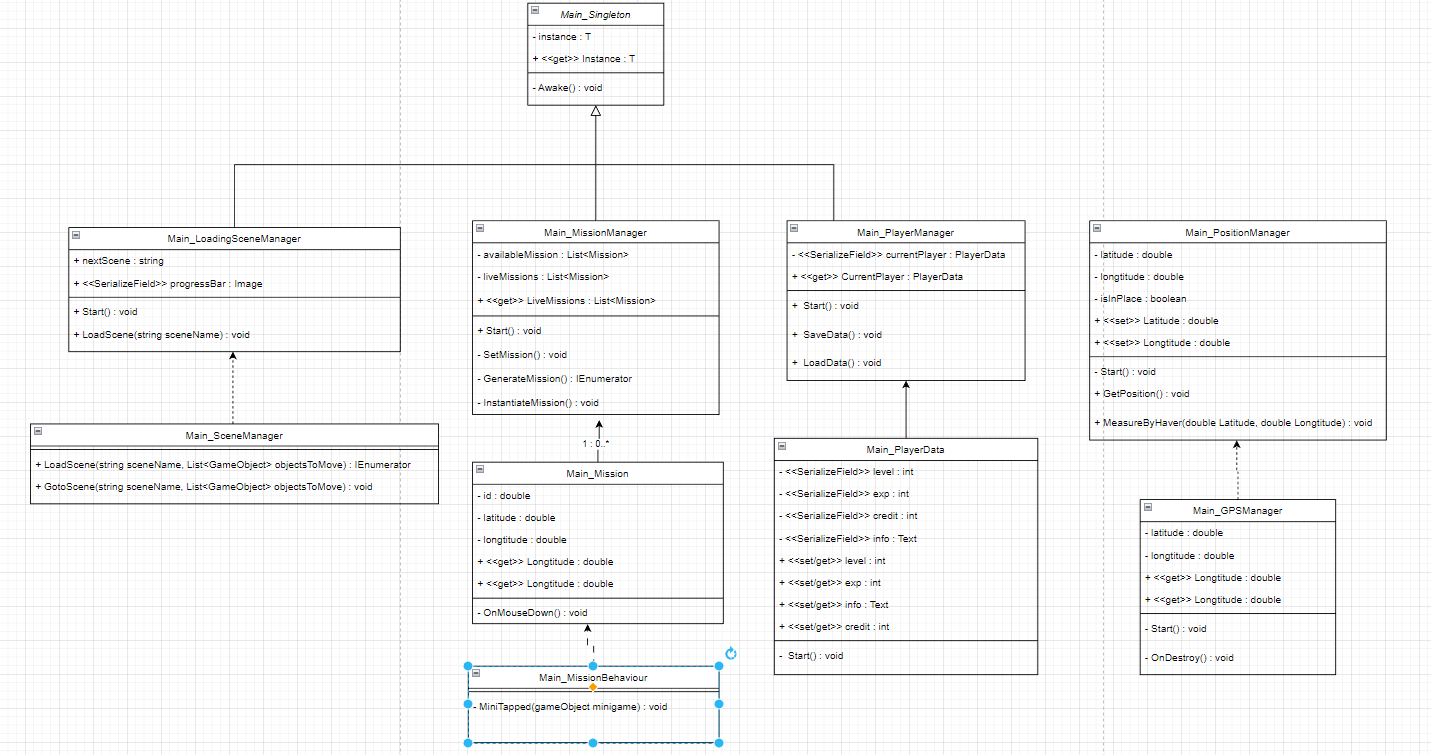 Main_Singleton
- instance : T
+ <<get>> Instance : T
- Awake() : void
Main_LoadingSceneManager
+ nextScene : string
+ <<SerializeField>> progressBar : Image
+ Start() : void
+ LoadScene(string sceneName) : void
Main_MissionManager
- availableMission : List<Mission>
- liveMissions : List<Mission>
+ <<get>> LiveMissions : List<Mission>
+ Start() : void
- SetMission() : void
- GenerateMission() : IEnumerator
- InstantiateMission() : void
Main_PlayerManager
- <<SerializeField>> currentPlayer : PlayerData
+ <<get>> CurrentPlayer : PlayerData
+ Start() : void
+ SaveData() : void
+ LoadData() : void
Main_PositionManager
- latitude : double
- longtitude : double
- isInPlace : boolean
+ <<set>> Latitude : double
+ <<set>> Longtitude : double
- Start() : void
+ GetPosition() : void
+ MeasureByHaver(double Latitude, double Longtitude) : void
Main_SceneManager
+ LoadScene(string sceneName, List<GameObject> objectsToMove) : IEnumerator
+ GotoScene(string sceneName, List<GameObject> objectsToMove) : void
1 : 0..*
Main_Mission
- id : double
- latitude : double
- longtitude : double
+ <<get>> Longtitude : double
+ <<get>> Longtitude : double
- OnMouseDown() : void
Main_PlayerData
- <<SerializeField>> level : int
- <<SerializeField>> exp : int
- <<SerializeField>> credit : int
- <<SerializeField>> info : Text
+ <<set/get>> level : int
+ <<set/get>> exp : int
+ <<set/get>> info : Text
+ <<set/get>> credit : int
- Start() : void
Main_GPSManager
- latitude : double
- longtitude : double
+ <<get>> Longtitude : double
+ <<get>> Longtitude : double
- Start() : void
- OnDestroy() : void
Main_MissionBehaviour
- MiniTapped(gameObject minigame) : void